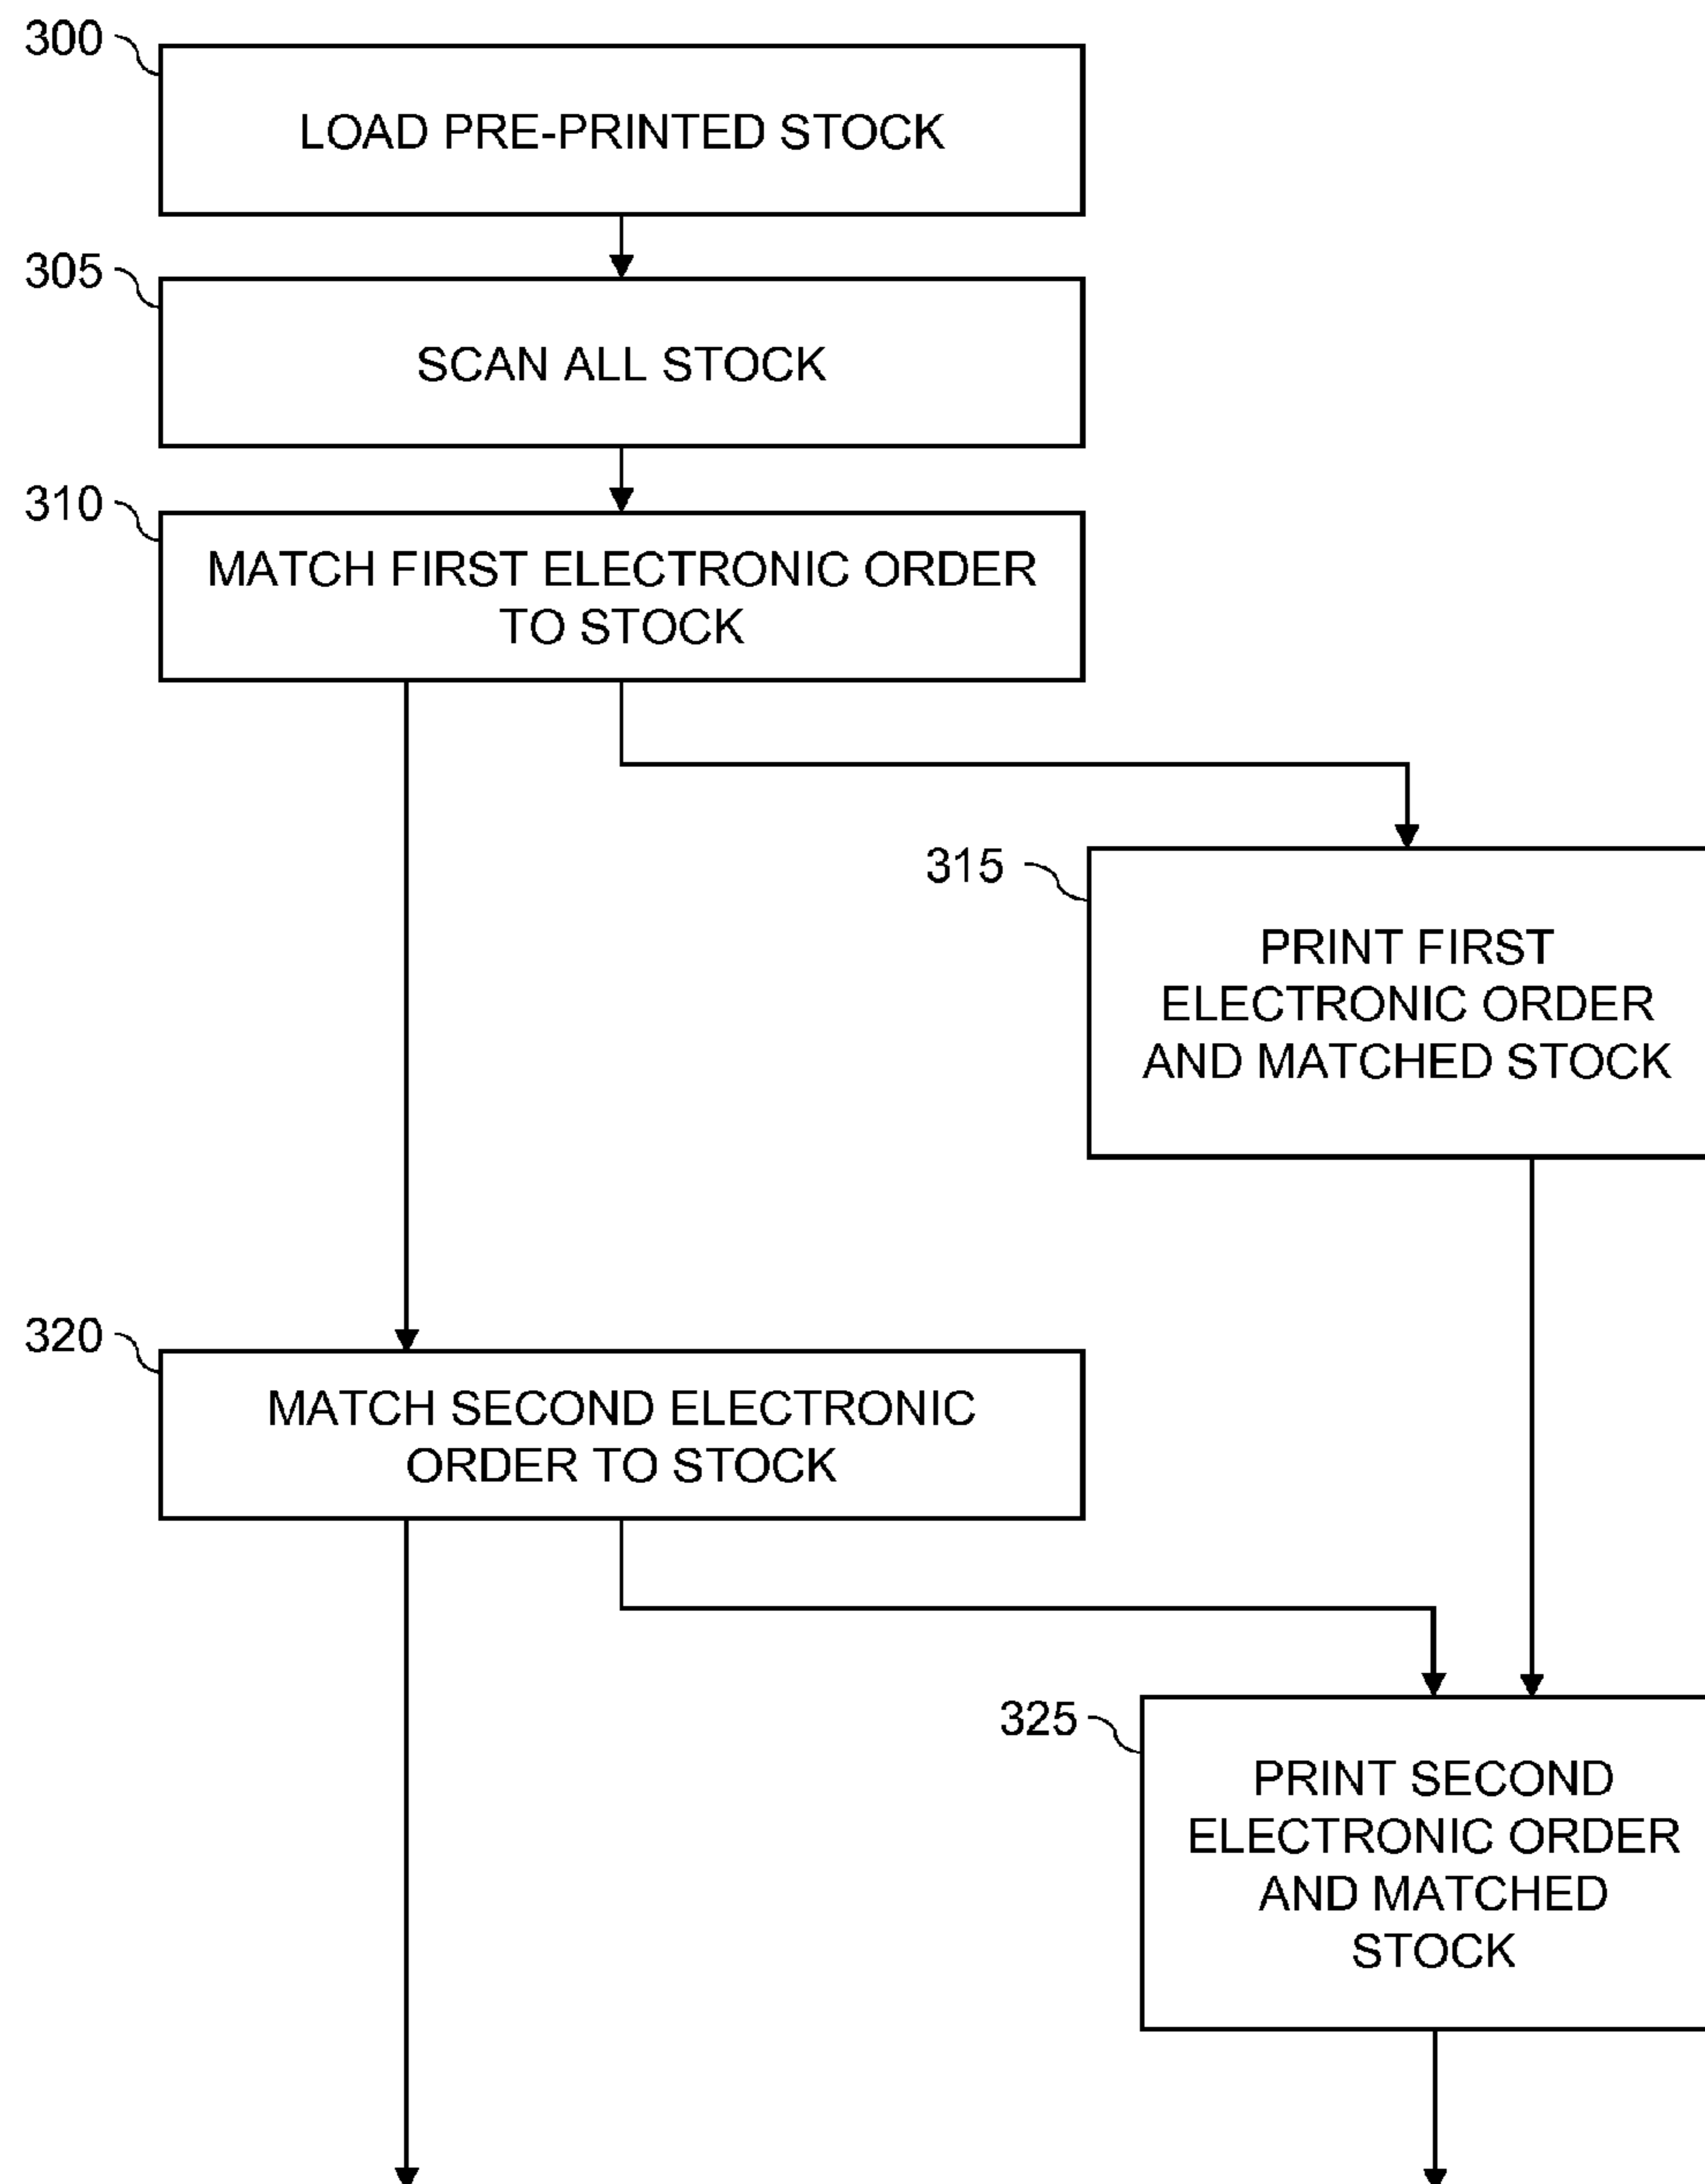 300
LOAD PRE-PRINTED STOCK
305
SCAN ALL STOCK
310
MATCH FIRST ELECTRONIC ORDER
TO STOCK
315
PRINT FIRST
ELECTRONIC ORDER
AND MATCHED STOCK
320
MATCH SECOND ELECTRONIC
ORDER TO STOCK
325
PRINT SECOND
ELECTRONIC ORDER
AND MATCHED
STOCK